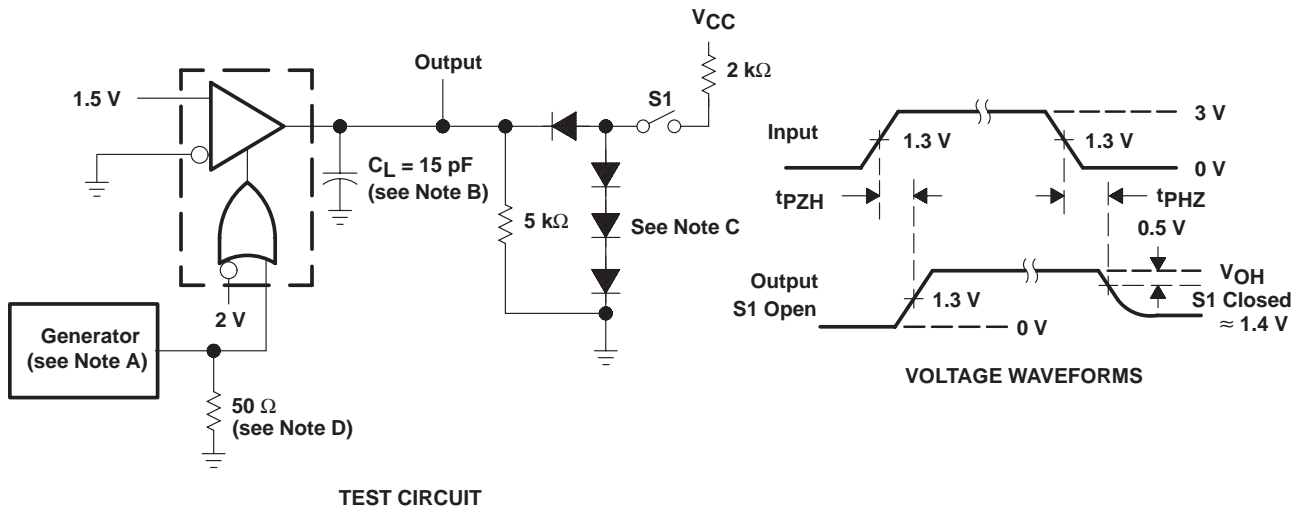 VCC
Output
2 kΩ
S1
1.5 V
CL = 15 pF
(see Note B)
5 kΩ
See Note C
2 V
Generator
(see Note A)
50 Ω
(see Note D)
TEST CIRCUIT
3 V
Input
1.3 V
1.3 V
0 V
tPZH
tPHZ
0.5 V
Output
VOH
S1 Open
1.3 V
S1 Closed
≈ 1.4 V
0 V
VOLTAGE WAVEFORMS